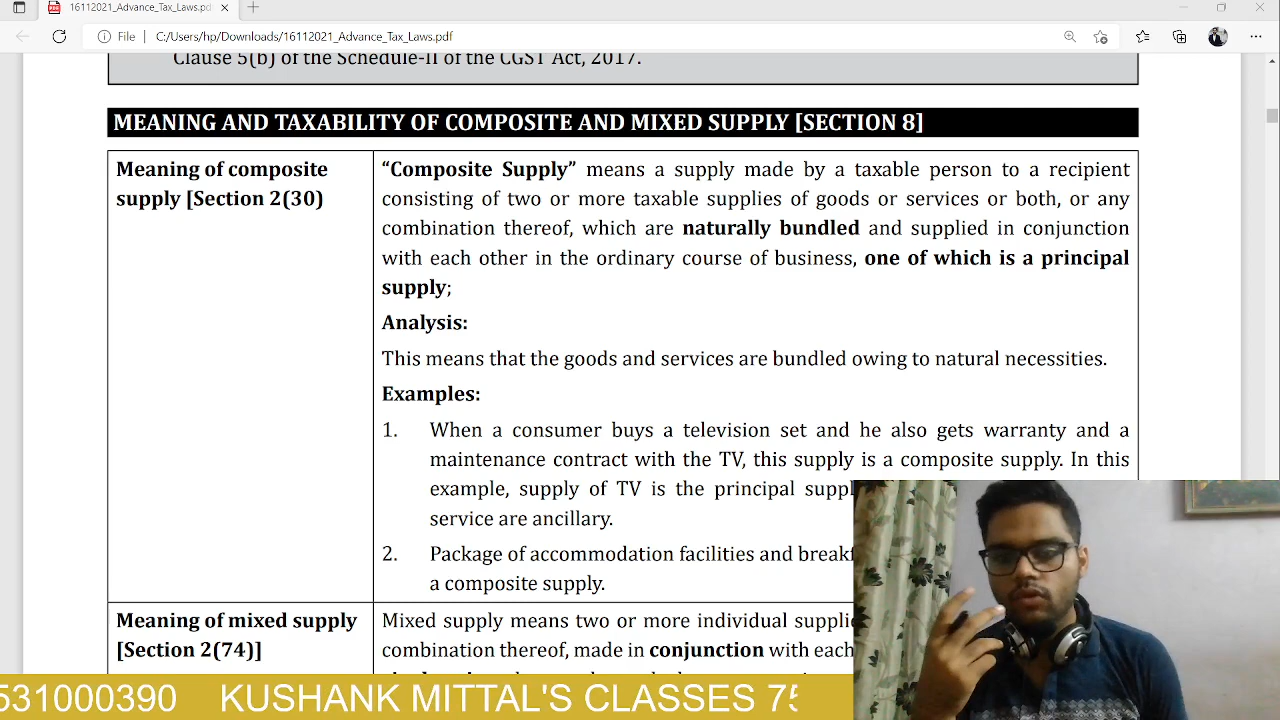 16112021_Advance_Tax_Laws.pdf
File
C:/Users/hp/Downloads/16112021_Advance_Tax_Laws.pdf
Clause 5(b) of the Schedule-II of the CGST Act, 2017.
MEANING AND TAXABILITY OF COMPOSITE AND MIXED SUPPLY [SECTION 8]
Meaning of composite
supply [Section 2(30)
“Composite Supply” means a supply made by a taxable person to a recipient
consisting of two or more taxable supplies of goods or services or both, or any
combination thereof, which are naturally bundled and supplied in conjunction
with each other in the ordinary course of business, one of which is a principal
supply;
Analysis:
This means that the goods and services are bundled owing to natural necessities.
Examples:
1. When a consumer buys a television set and he also gets warranty and a
maintenance contract with the TV, this supply is a composite supply. In this
example, supply of TV is the principal
service are ancillary.
2. Package of accommodation facilities and
a composite supply.
Meaning of mixed supply
[Section 2(74)]
Mixed supply means two or more individual
combination thereof, made in conjunction with each
531000390 KUSHANK MITTAL'S CLASSES 75